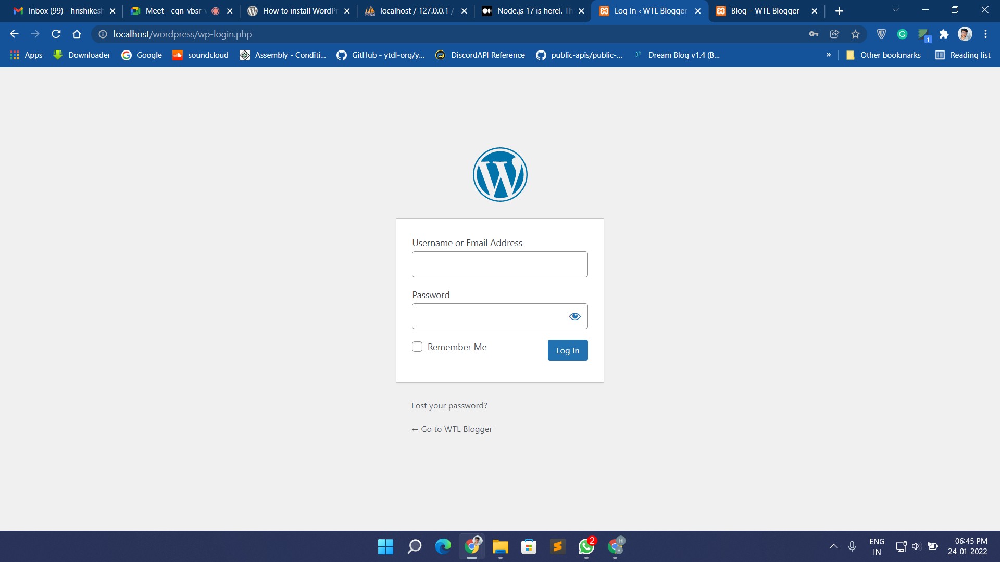 Inbox (99) - hrishikesh
Meet - cgn-vbsr-v
How to install WordPr
localhost / 127.0.0.1 /
Node.js 17 is here!. Th
Log In ‹ WTL Blogger
Blog – WTL Blogger
localhost/wordpress/wp-login.php
1
Apps
Downloader
Google
soundcloud
Assembly - Conditi...
GitHub - ytdl-org/y...
DiscordAPI Reference
public-apis/public-...
Dream Blog v1.4 (B...
»
Other bookmarks
Reading list
Username or Email Address
Password
Remember Me
Log In
Lost your password?
← Go to WTL Blogger
2
H
H
ENG
IN
06:45 PM
24-01-2022